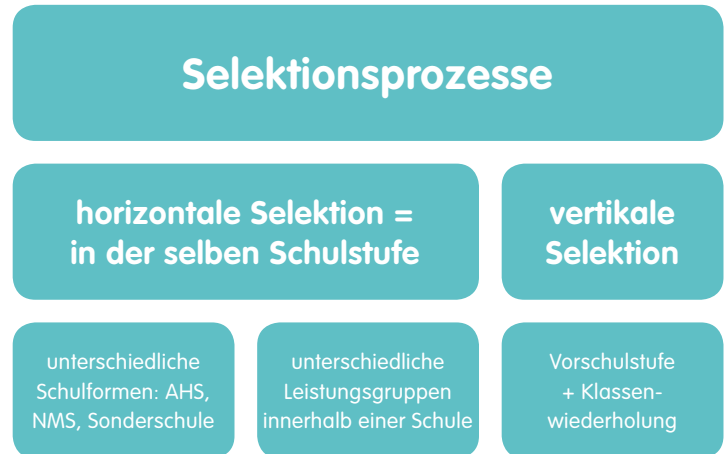 Selektionsprozesse
horizontale Selektion =
in der selben Schulstufe
vertikale
Selektion
unterschiedliche
Schulformen: AHS,
NMS, Sonderschule
unterschiedliche
Leistungsgruppen
innerhalb einer Schule
Vorschulstufe
+ Klassen-
wiederholung